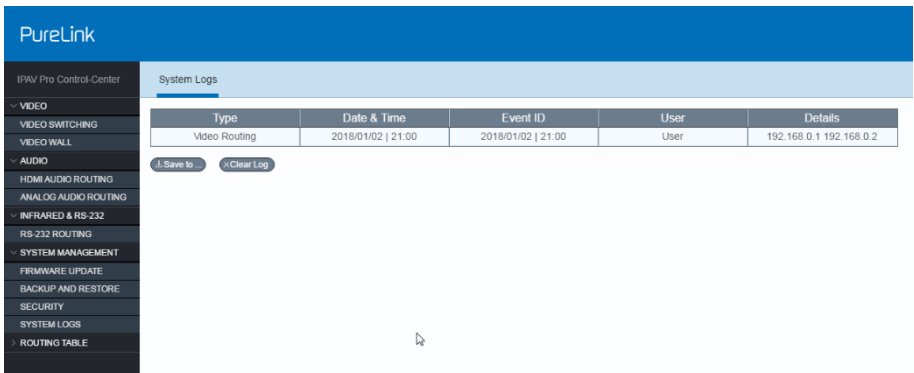 PureLink
IPAV Pro Control-Center
System Logs
VIDEO
VIDEO SWITCHING
VIDEO WALL
AUDIO
HDMI AUDIO ROUTING
ANALOG AUDIO ROUTING
INFRARED & RS-232
RS-232 ROUTING
SYSTEM MANAGEMENT
FIRMWARE UPDATE
BACKUP AND RESTORE
SECURITY
SYSTEM LOGS
ROUTING TABLE
Type Date & Time Event ID User Details
Video Routing 2018/01/02 | 21:00 2018/01/02 | 21:00 User 192.168.0.1 192.168.0.2
Save to ... Clear Log